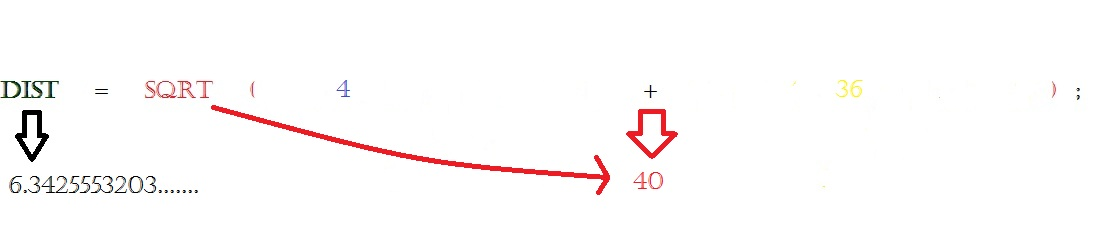 DIST = SQRT ( 4 + 36 ) ;
6.3425553203....... 40